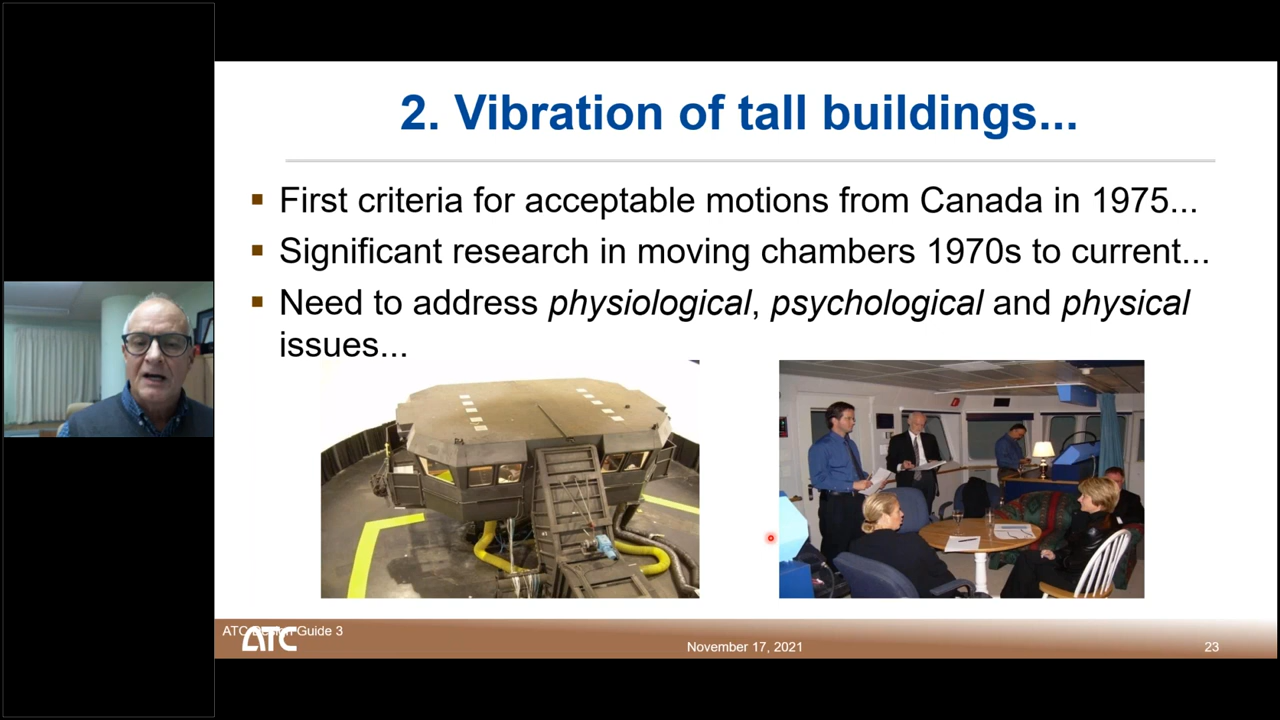 2. Vibration of tall buildings...
▪ First criteria for acceptable motions from Canada in 1975...
▪ Significant research in moving chambers 1970s to current...
▪ Need to address physiological, psychological and physical
issues...
ATC Design Guide 3
ATC
November 17, 2021
23